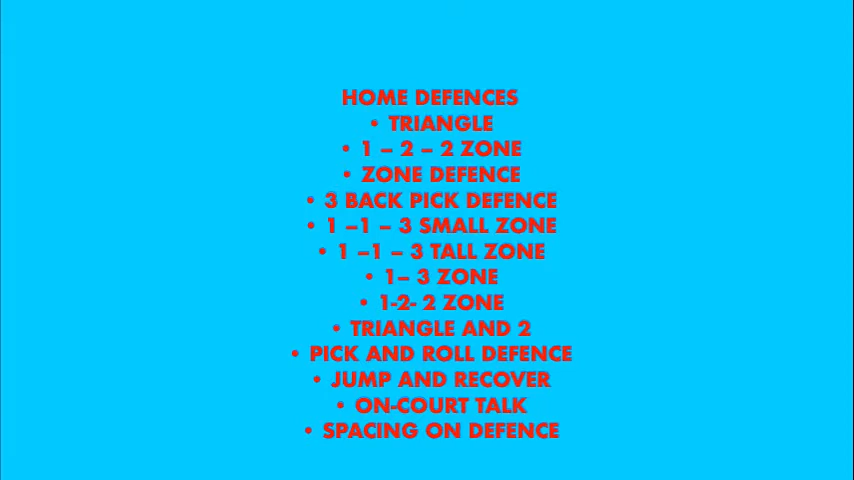 HOME DEFENCES
• TRIANGLE
• 1 – 2 – 2 ZONE
• ZONE DEFENCE
• 3 BACK PICK DEFENCE
• 1 –1 – 3 SMALL ZONE
• 1 –1 – 3 TALL ZONE
• 1– 3 ZONE
• 1-2- 2 ZONE
• TRIANGLE AND 2
• PICK AND ROLL DEFENCE
• JUMP AND RECOVER
• ON-COURT TALK
• SPACING ON DEFENCE